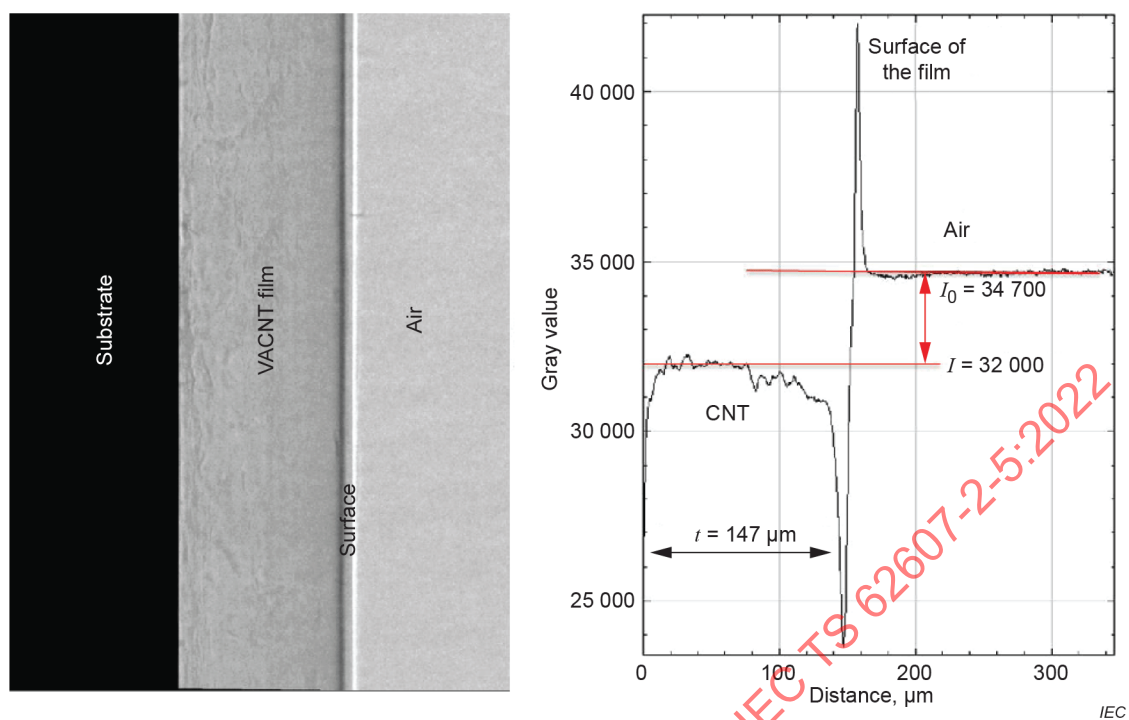 Substrate
VACNT film
Surface
Air
Gray value
40 000
35 000
30 000
25 000
Surface of
the film
Air
I0 = 34 700
I = 32 000
CNT
t = 147 µm
0
100
200
300
Distance, µm
IEC TS 62607-2-5:2022
IEC